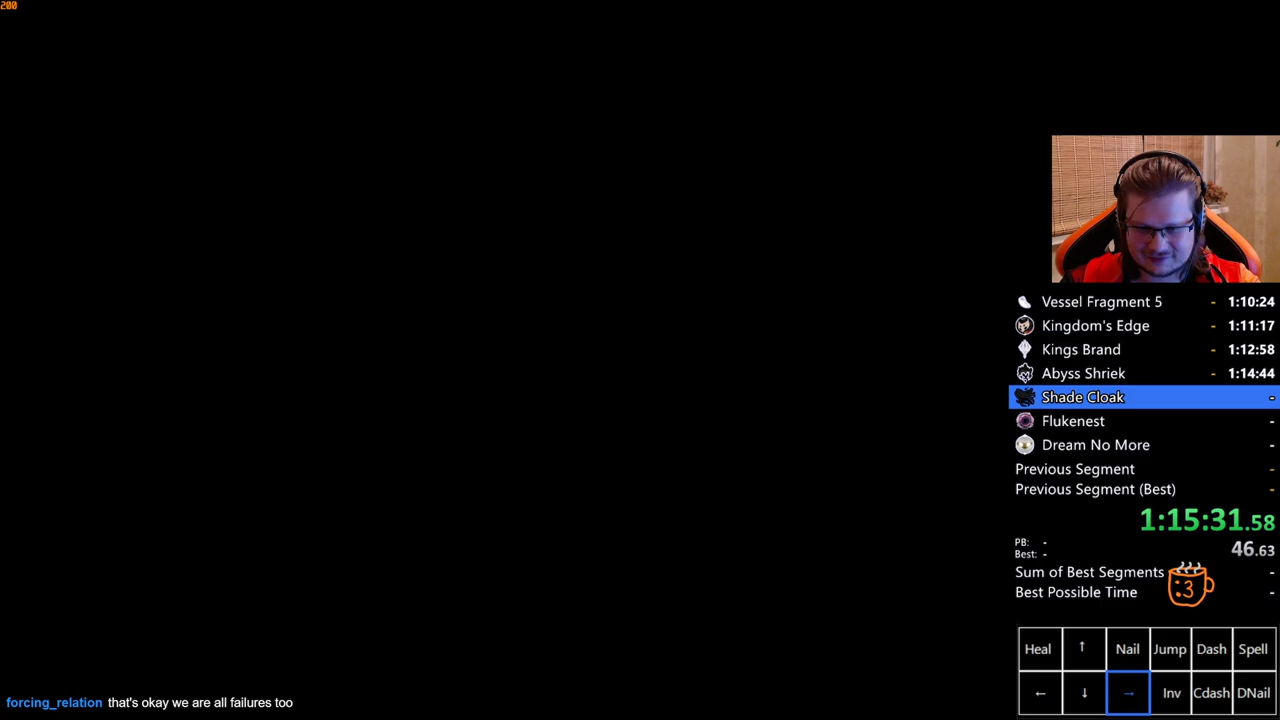 200
Vessel Fragment 5 - 1:10:24
Kingdom's Edge - 1:11:17
Kings Brand - 1:12:58
Abyss Shriek - 1:14:44
Shade Cloak -
Flukenest -
Dream No More -
Previous Segment -
Previous Segment (Best) -
1:15:31.58
PB: -
46.63
Best: -
Sum of Best Segments -
:3
Best Possible Time -
Heal ↑ Nail Jump Dash Spell
← ↓ → Inv Cdash DNail
forcing_relation that's okay we are all failures too